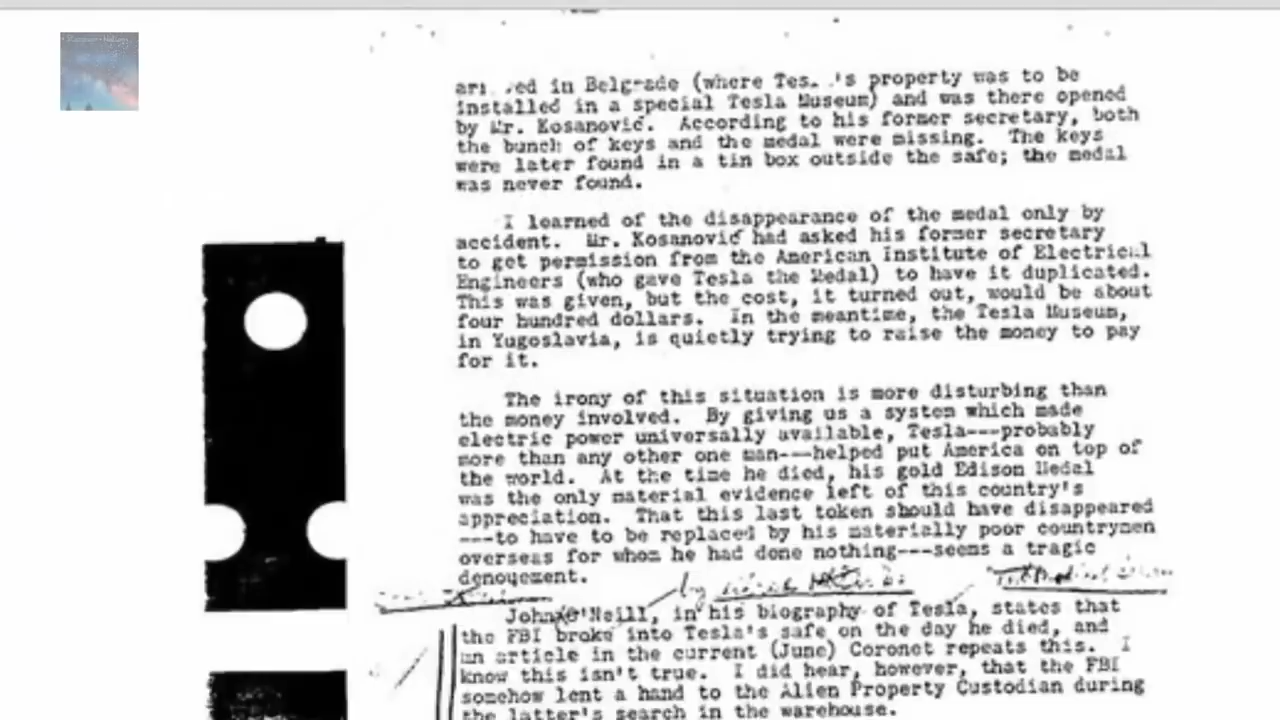 in Belgrade (where 's property was to be
installed in a special Tesla Museum) and was there opened
by Mr. Kosanović. According to his former secretary, both
the bunch of keys and the medal were missing. The keys
were later found in a tin box outside the safe; the medal
was never found.
I learned of the disappearance of the medal only by
accident. Mr. Kosanović had asked his former secretary
to get permission from the American Institute of Electrical
Engineers (who gave Tesla the Medal) to have it duplicated.
This was given, but the cost, it turned out, would be about
four hundred dollars. In the meantime, the Tesla Museum,
in Yugoslavia, is quietly trying to raise the money to pay
for it.
The irony of this situation is more disturbing than
the money involved. By giving us a system which made
electric power universally available, Tesla---probably
more than any other one man---helped put America on top of
the world. At the time he died, his gold Edison Medal
was the only material evidence left of this country's
appreciation. That this last token should have disappeared
---to have to be replaced by his materially poor countrymen
overseas for whom he had done nothing---seems a tragic
denouement.
by
John O'Neill, in his biography of Tesla, states that
the FBI broke into Tesla's safe on the day he died, and
an article in the current (June) Coronet repeats this. I
know this isn't true. I did hear, however, that the FBI
somehow lent a hand to the Alien Property Custodian during
the latter's search in the warehouse.